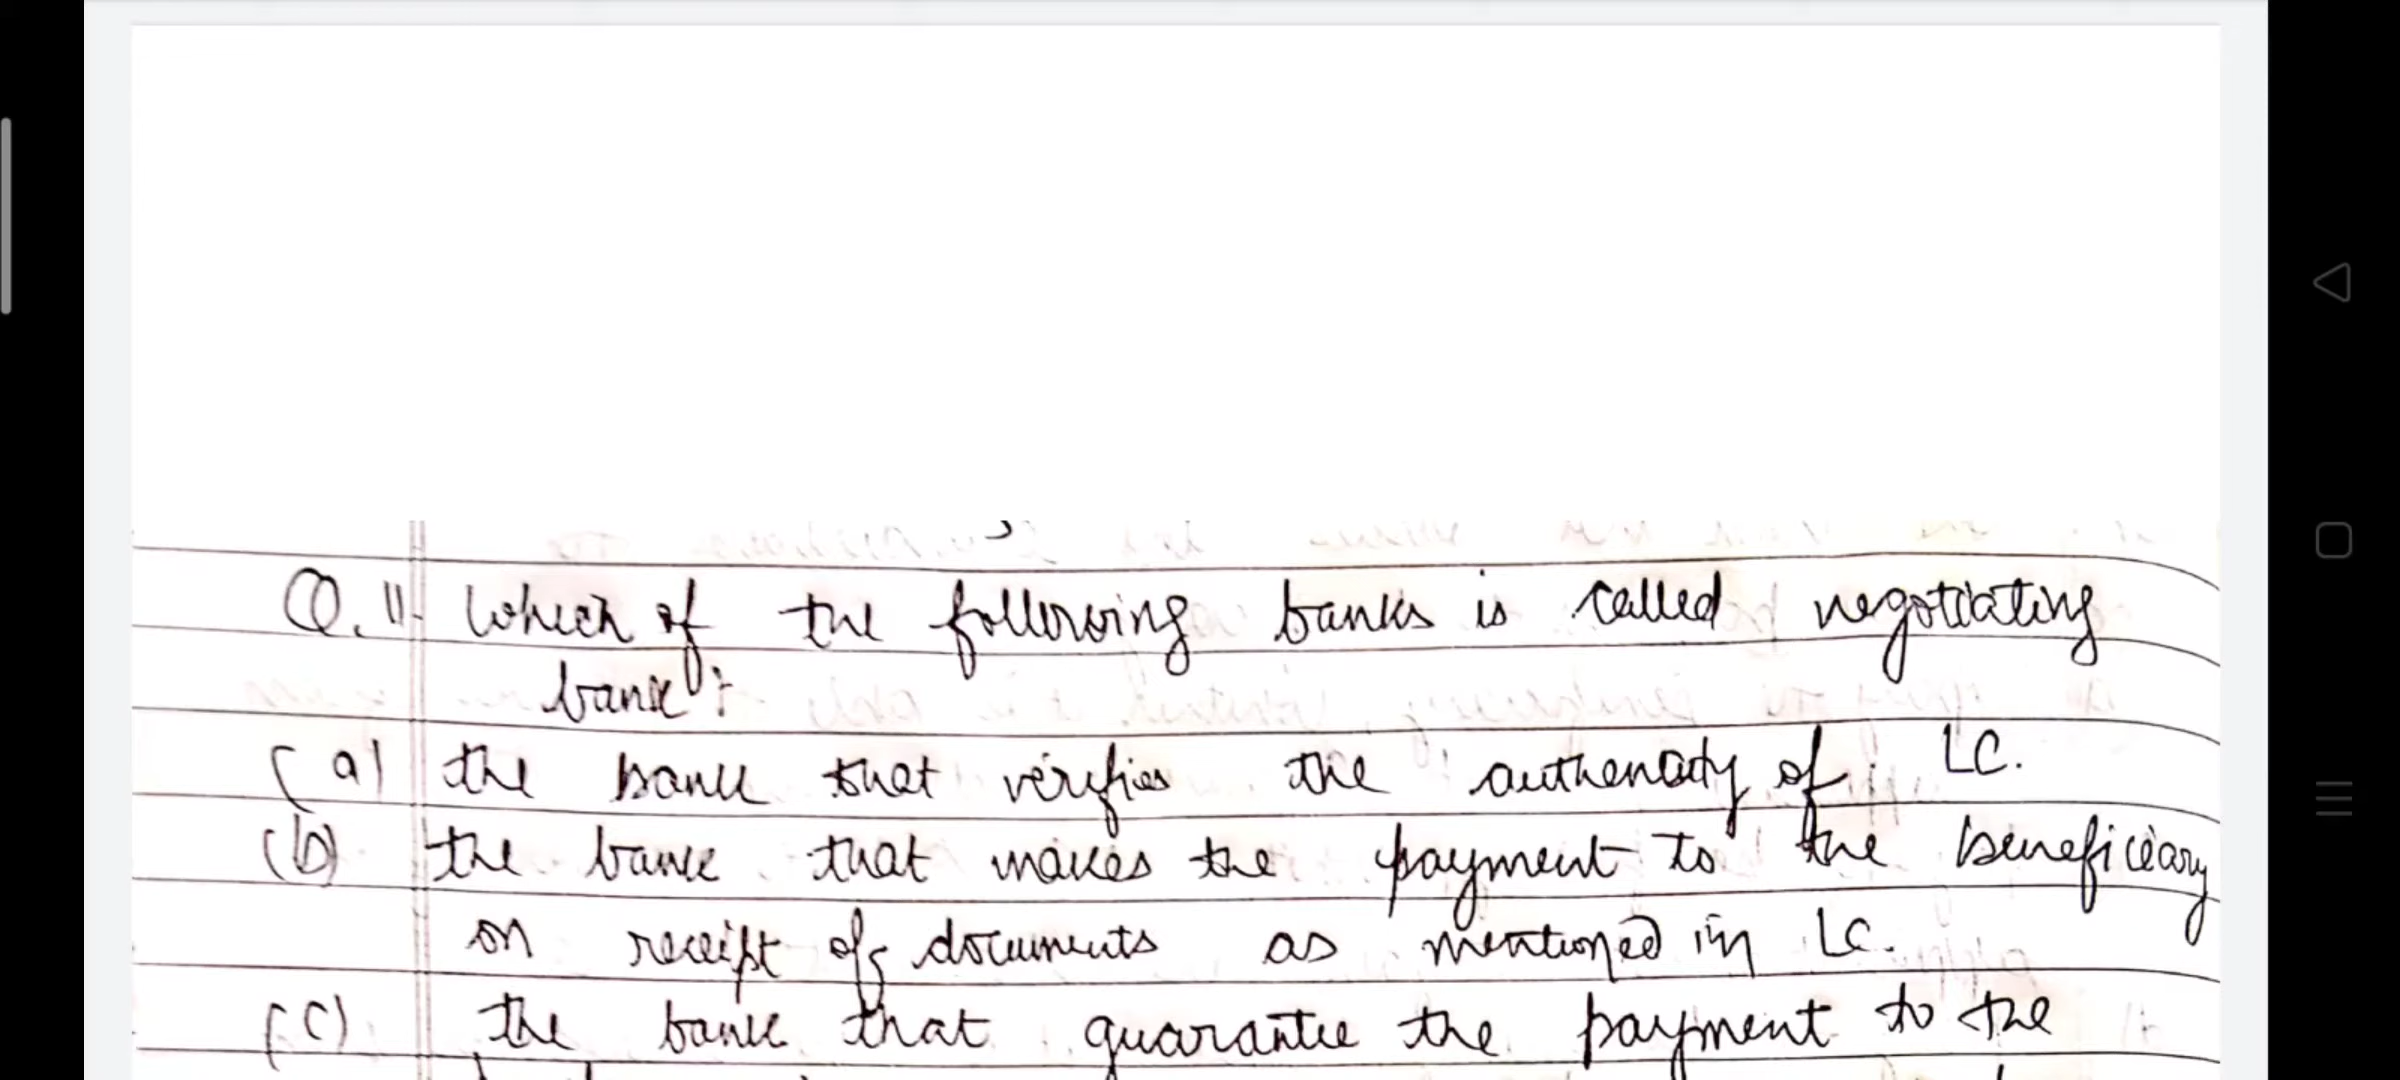 Q.11. Which of the following banks is called negotiating
bank?
(a) the bank that verifies the authencity of LC.
(b) the bank that makes the payment to the beneficiary
on receipt of documents as mentioned in LC.
(c) the bank that guarantee the payment to the